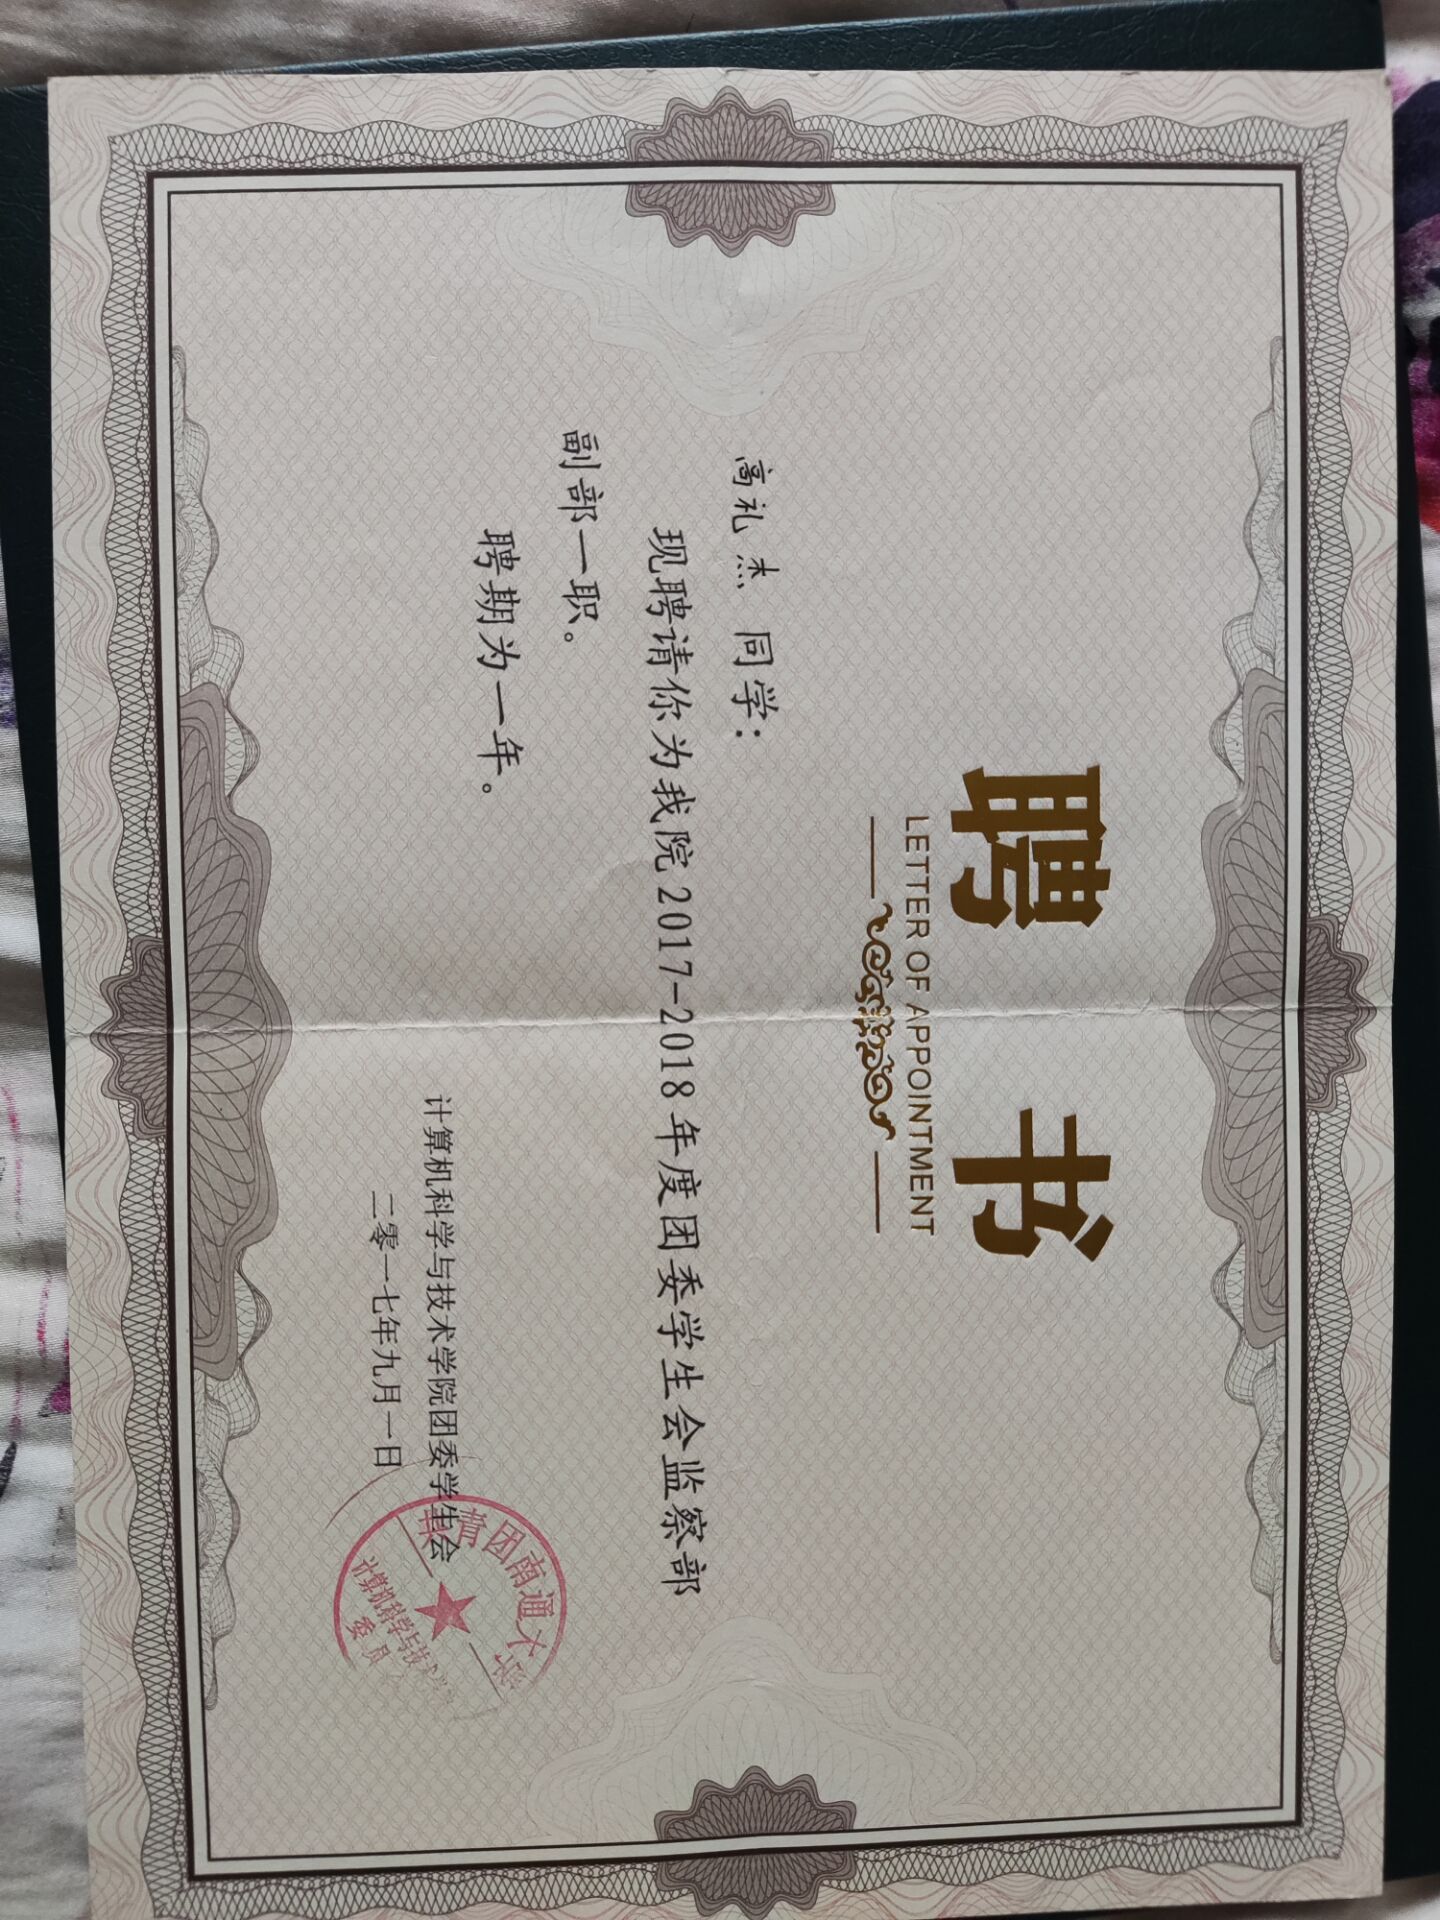 聘书
LETTER OF APPOINTMENT
高礼杰 同学：
现聘请你为我院2017-2018年度团委学生会监察部
副部一职。
聘期为一年。
计算机科学与技术学院团委学生会
二零一七年九月一日
共青团南通大学
计算机科学与技术学院
委员会